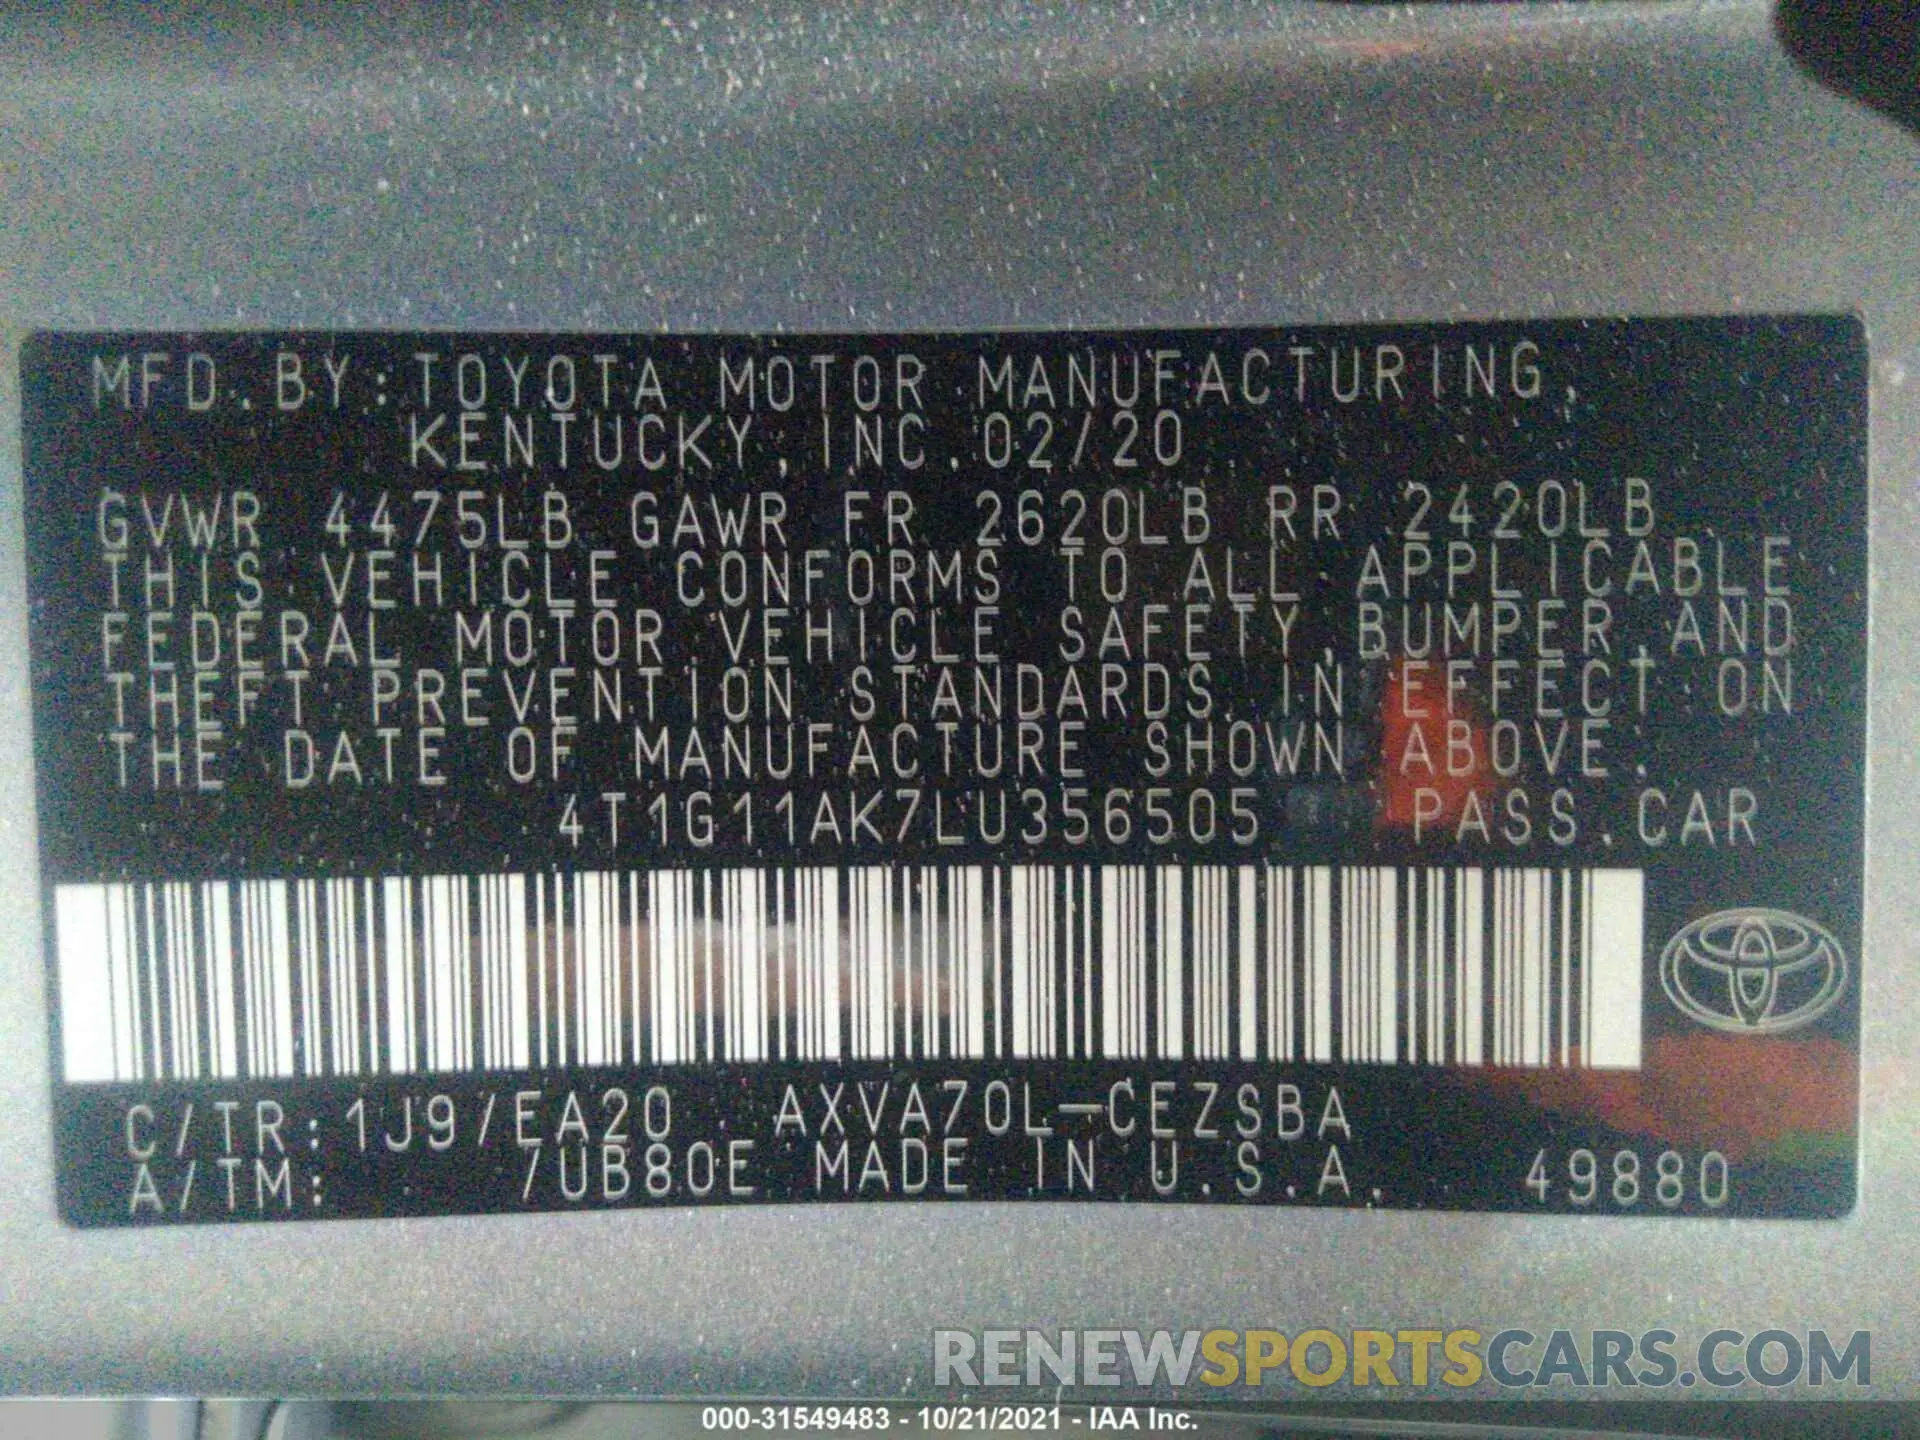 MFD.BY:TOYOTA MOTOR MANUFACTURING,
KENTUCKY,INC.02/20
GVWR 4475LB GAWR FR 2620LB RR 2420LB
THIS VEHICLE CONFORMS TO ALL APPLICABLE
FEDERAL MOTOR VEHICLE SAFETY,BUMPER,AND
THEFT PREVENTION STANDARDS IN EFFECT ON
THE DATE OF MANUFACTURE SHOWN ABOVE.
4T1G11AK7LU356505 PASS.CAR
C/TR:1J9/EA20 AXVA70L-CEZSBA
A/TM: /UB80E MADE IN U.S.A. 49880
RENEWSPORTSCARS.COM
000-31549483 - 10/21/2021 - IAA Inc.